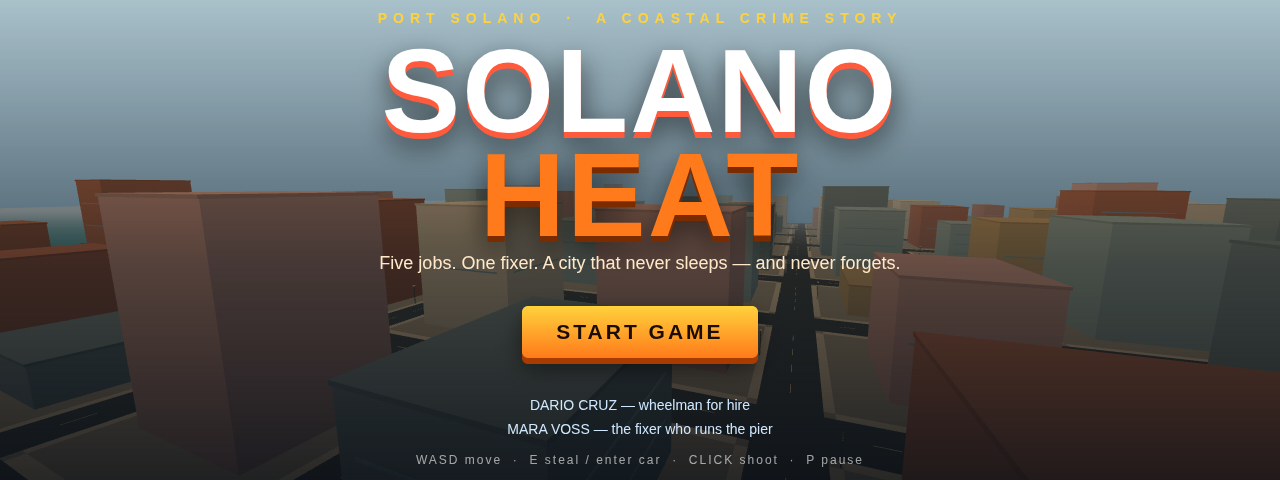 PORT SOLANO · A COASTAL CRIME STORY
SOLANO
HEAT
Five jobs. One fixer. A city that never sleeps — and never forgets.
START GAME
DARIO CRUZ — wheelman for hire
MARA VOSS — the fixer who runs the pier
WASD move · E steal / enter car · CLICK shoot · P pause